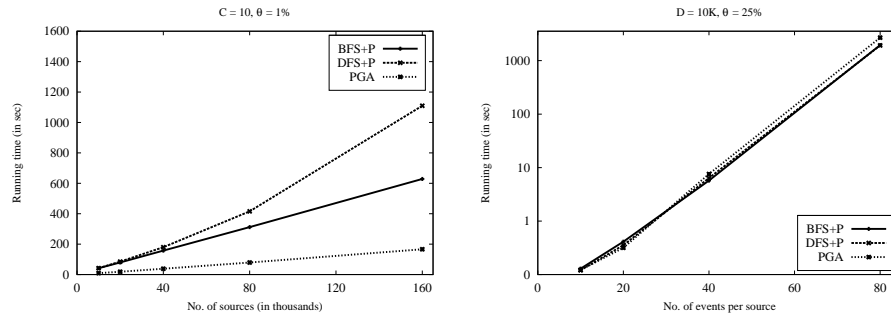 C = 10, θ = 1%
1600
1400
1200
1000
800
600
400
200
0
Running time (in sec)
0
40
80
120
160
No. of sources (in thousands)
BFS+P
DFS+P
PGA
D = 10K, θ = 25%
1000
100
10
1
0
Running time (in sec)
0
20
40
60
80
No. of events per source
BFS+P
DFS+P
PGA